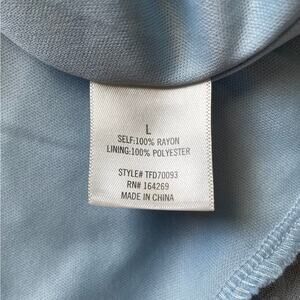 L
SELF:100% RAYON
LINING:100% POLYESTER
STYLE# TFD70093
RN# 164269
MADE IN CHINA